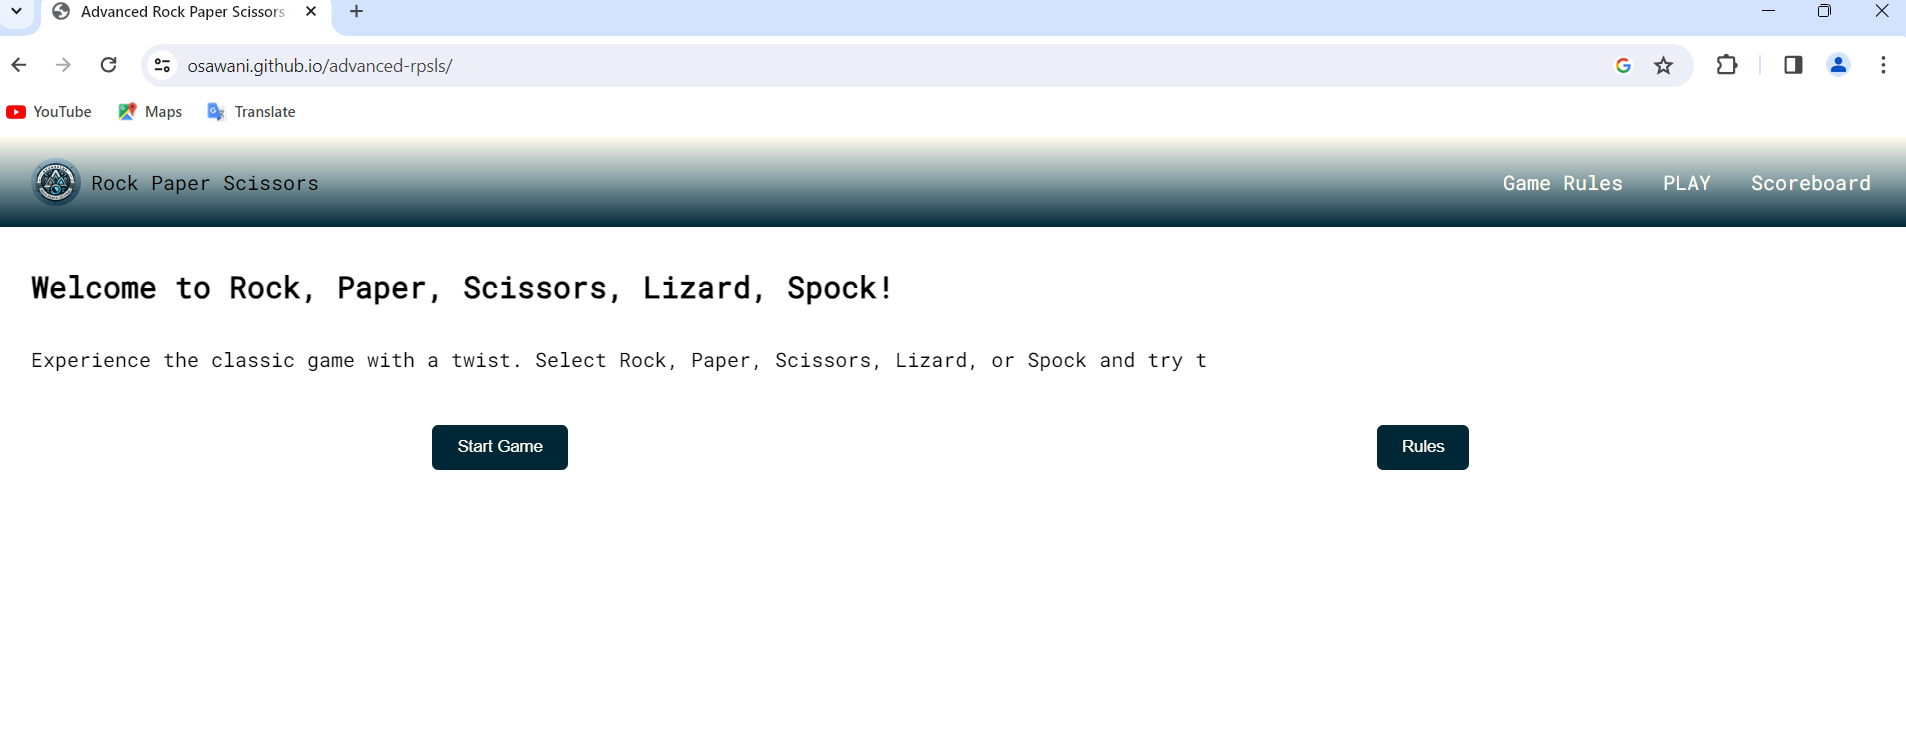 Advanced Rock Paper Scissors
osawani.github.io/advanced-rpsls/
YouTube Maps Translate
Rock Paper Scissors Game Rules PLAY Scoreboard
Welcome to Rock, Paper, Scissors, Lizard, Spock!
Experience the classic game with a twist. Select Rock, Paper, Scissors, Lizard, or Spock and try t
Start Game Rules